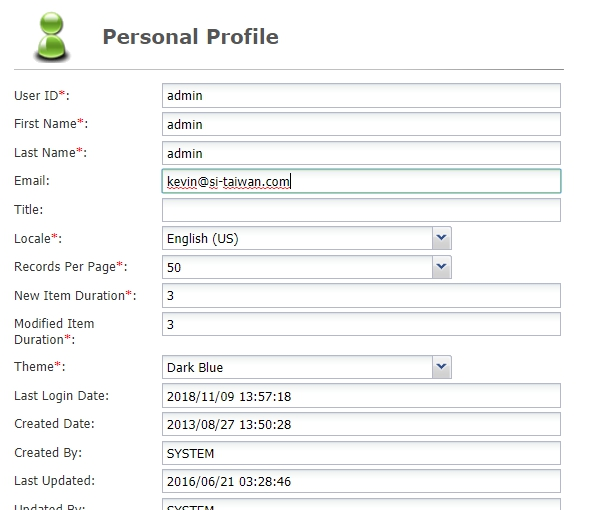 Personal Profile
User ID*: admin
First Name*: admin
Last Name*: admin
Email: kevin@si-taiwan.com
Title:
Locale*: English (US)
Records Per Page*: 50
New Item Duration*: 3
Modified Item
Duration*: 3
Theme*: Dark Blue
Last Login Date: 2018/11/09 13:57:18
Created Date: 2013/08/27 13:50:28
Created By: SYSTEM
Last Updated: 2016/06/21 03:28:46
Updated By: SYSTEM